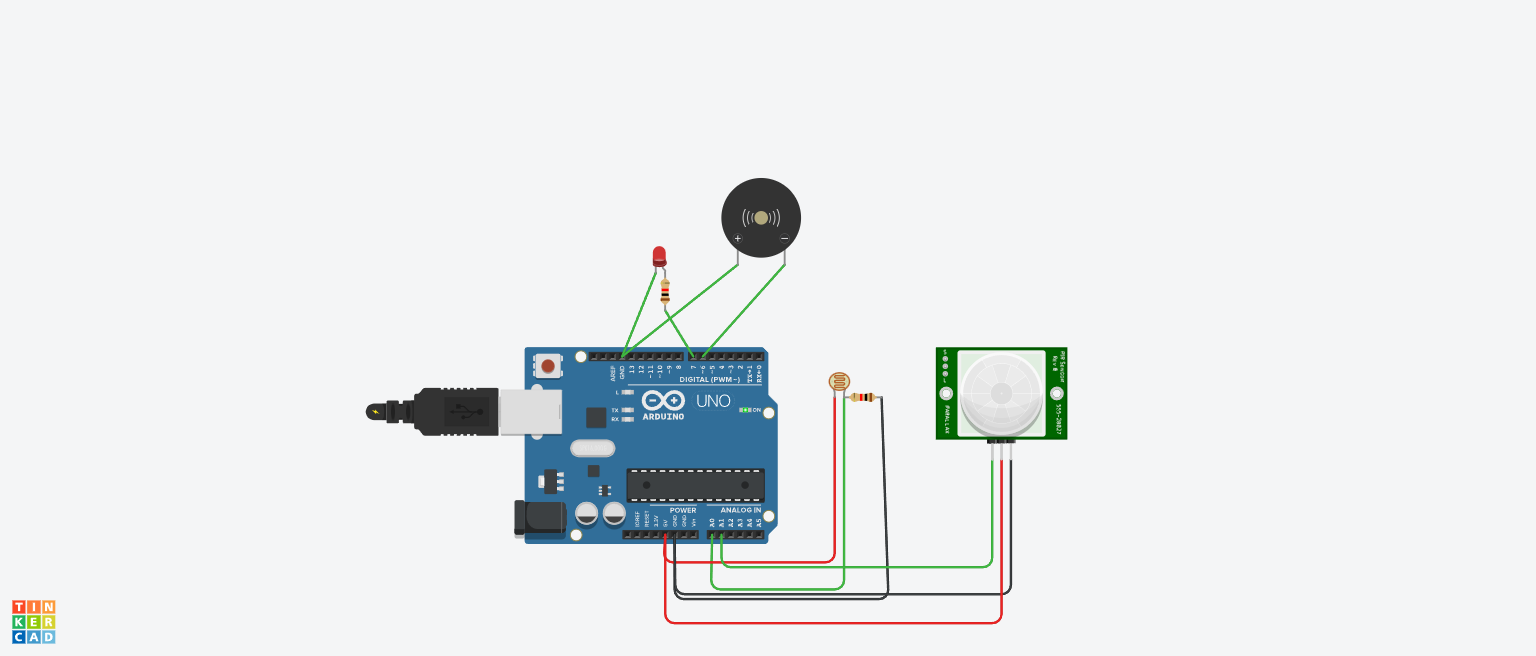 + −
AREF
GND
13
12
~11
~10
~9
8
7
~6
~5
4
~3
2
TX→1
RX←0
DIGITAL (PWM~)
L
TX
RX
ARDUINO
UNO
ON
PIR Sensor
Rev B
PARALLAX
555-28027
POWER
ANALOG IN
IOREF
RESET
3.3V
5V
GND
GND
Vin
A0
A1
A2
A3
A4
A5
TIN
KER
CAD